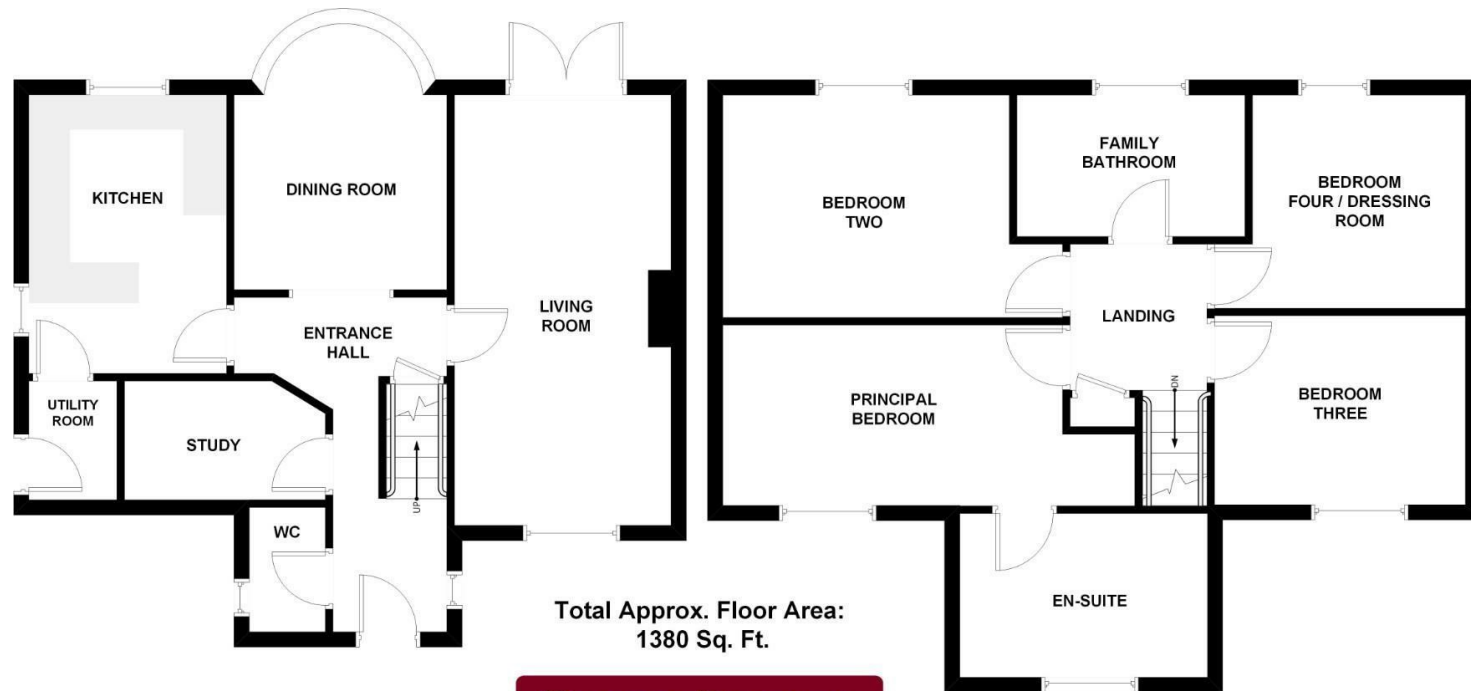 KITCHEN
DINING ROOM
LIVING
ROOM
ENTRANCE
HALL
UTILITY
ROOM
STUDY
WC
UP
BEDROOM
TWO
FAMILY
BATHROOM
BEDROOM
FOUR / DRESSING
ROOM
LANDING
PRINCIPAL
BEDROOM
DN
BEDROOM
THREE
EN-SUITE
Total Approx. Floor Area:
1380 Sq. Ft.